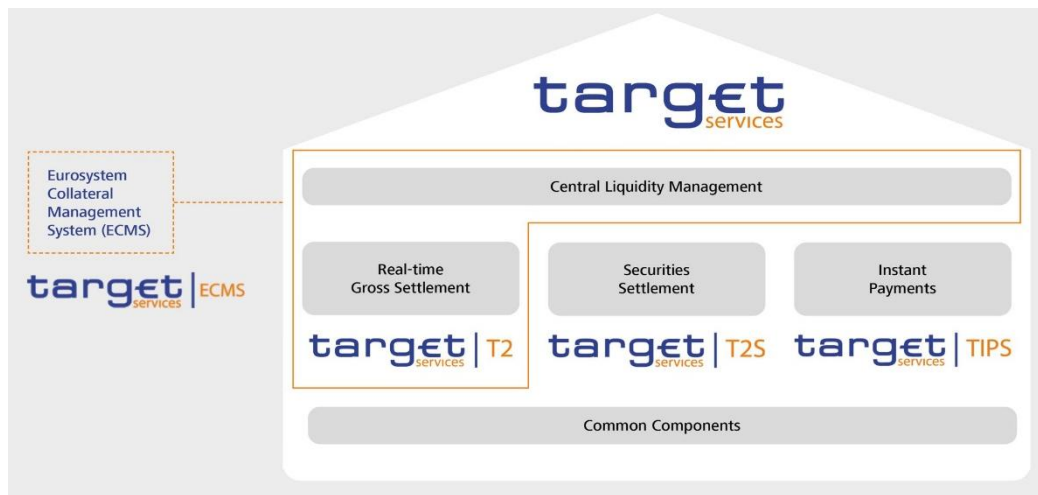 target
services
Eurosystem
Collateral
Management
System (ECMS)
target
services
ECMS
Central Liquidity Management
Real-time
Gross Settlement
target
services
T2
Securities
Settlement
target
services
T2S
Instant
Payments
target
services
TIPS
Common Components